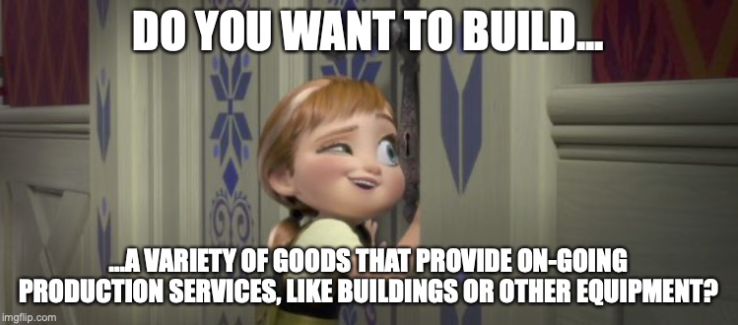 DO YOU WANT TO BUILD...
...A VARIETY OF GOODS THAT PROVIDE ON-GOING
PRODUCTION SERVICES, LIKE BUILDINGS OR OTHER EQUIPMENT?
imgflip.com